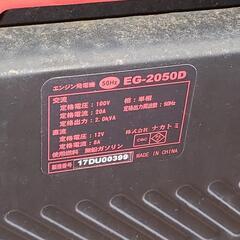 エンジン発電機 50Hz EG-2050D
交流 相：単相
定格電圧：100V 定格出力周波数：50Hz
定格電流：20A
定格出力：2.0kVA
直流
定格電圧：12V
定格電流：8A 株式会社 ナカトミ
使用燃料 無鉛ガソリン MADE IN CHINA
製造番号 17DU00399